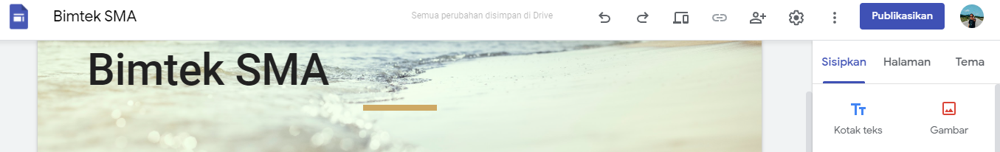 Bimtek SMA
Semua perubahan disimpan di Drive
Publikasikan
Bimtek SMA
Sisipkan
Halaman
Tema
Kotak teks
Gambar